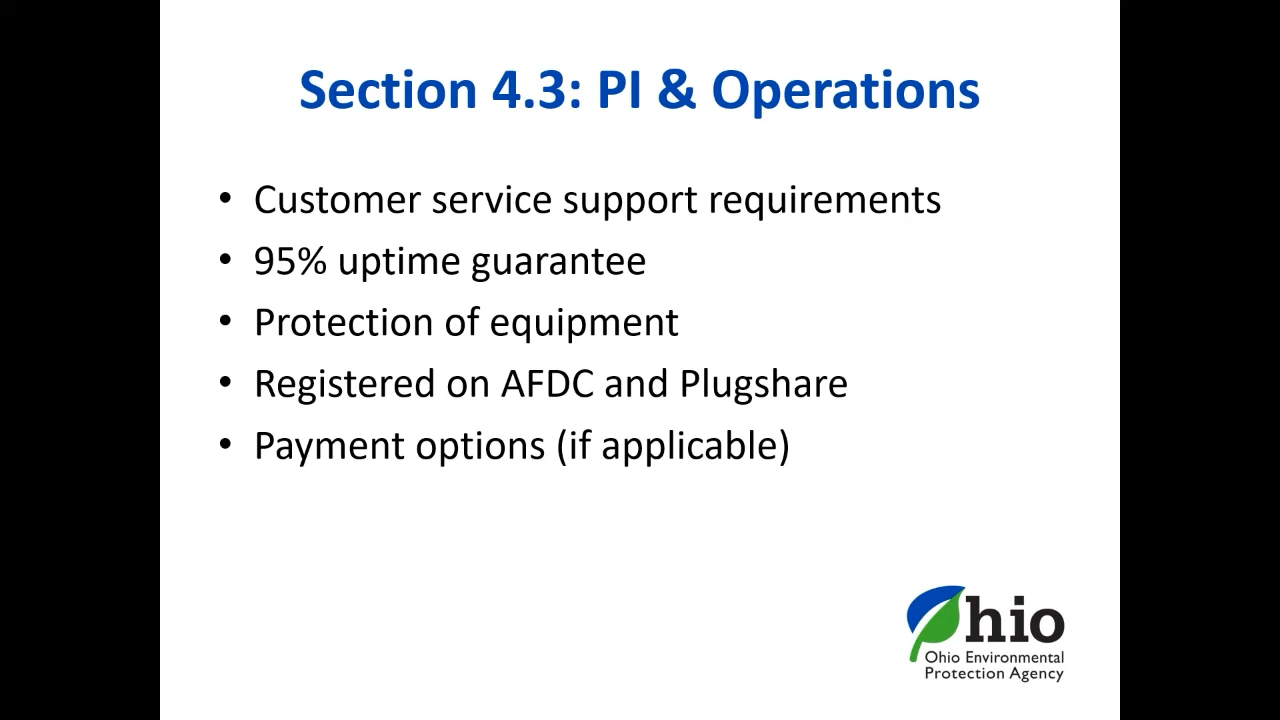 Section 4.3: PI & Operations
• Customer service support requirements
• 95% uptime guarantee
• Protection of equipment
• Registered on AFDC and Plugshare
• Payment options (if applicable)
Ohio
Ohio Environmental
Protection Agency